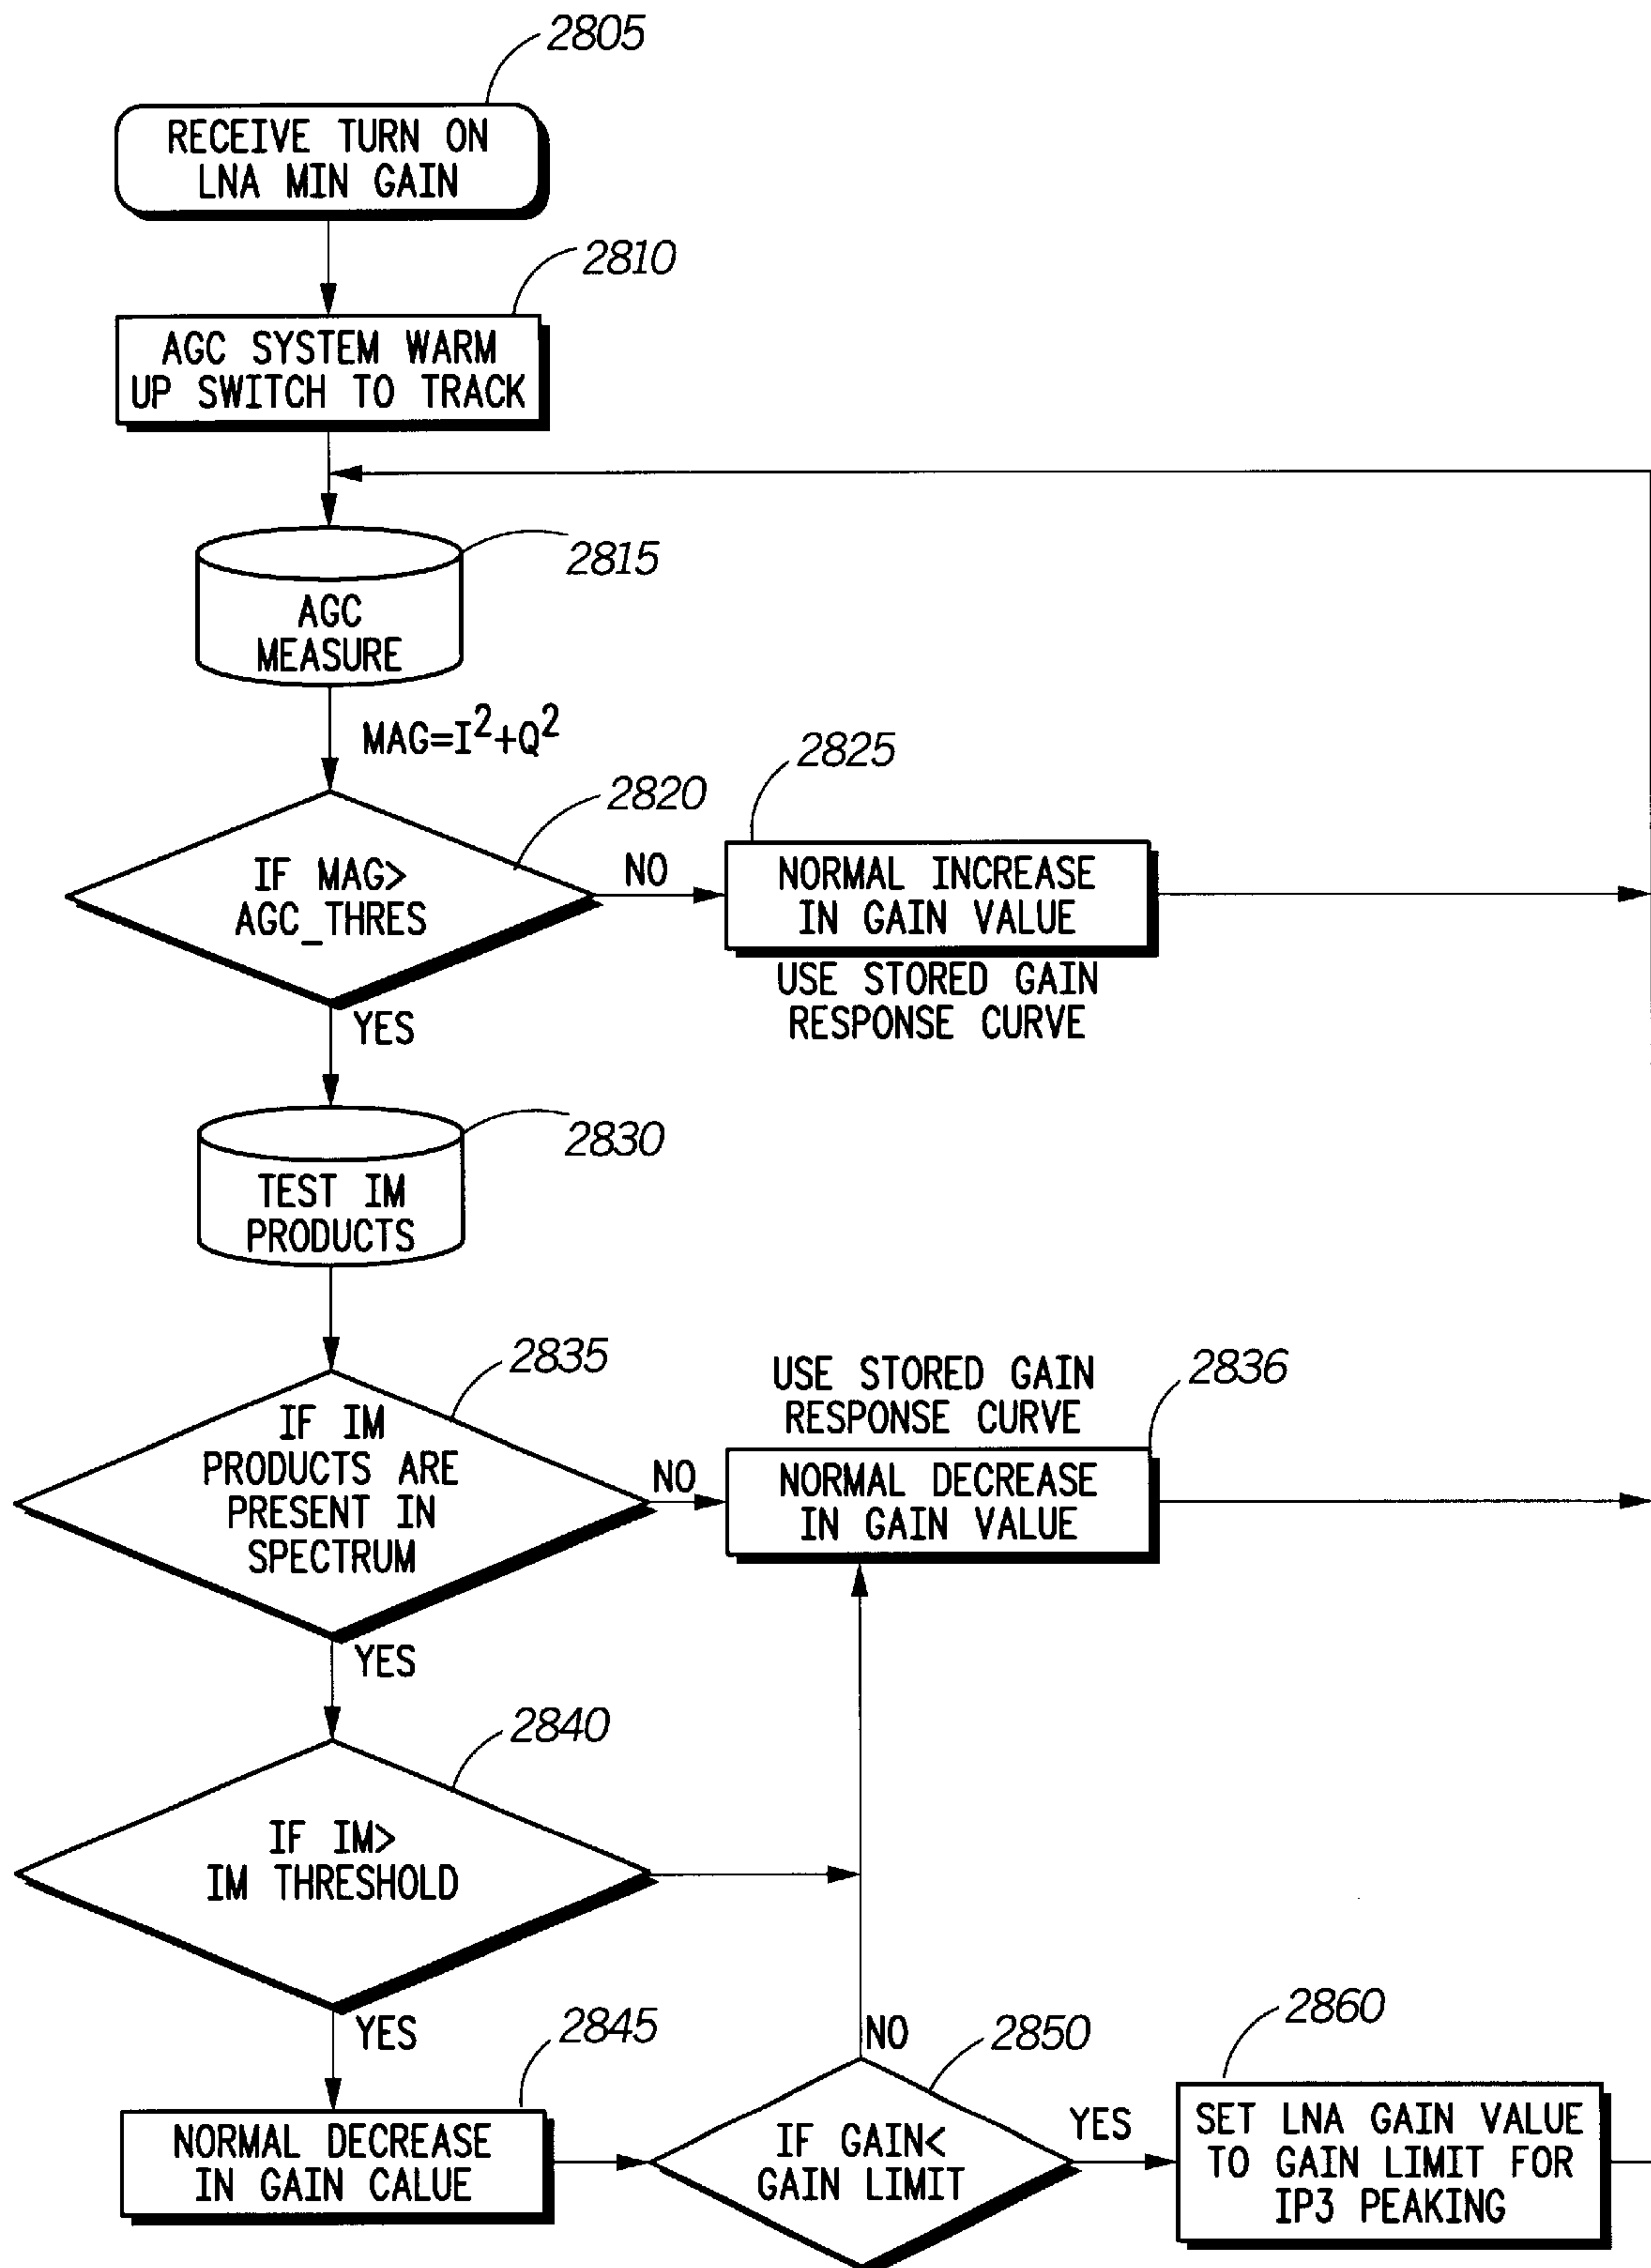 2805
RECEIVE TURN ON
LNA MIN GAIN
2810
AGC SYSTEM WARM
UP SWITCH TO TRACK
2815
AGC
MEASURE
MAG=I²+Q²
2820
IF MAG>
AGC_THRES
NO
2825
NORMAL INCREASE
IN GAIN VALUE
USE STORED GAIN
RESPONSE CURVE
YES
2830
TEST IM
PRODUCTS
2835
IF IM
PRODUCTS ARE
PRESENT IN
SPECTRUM
NO
USE STORED GAIN
RESPONSE CURVE
2836
NORMAL DECREASE
IN GAIN VALUE
YES
2840
IF IM>
IM THRESHOLD
YES
2845
NORMAL DECREASE
IN GAIN CALUE
NO
2850
IF GAIN<
GAIN LIMIT
YES
2860
SET LNA GAIN VALUE
TO GAIN LIMIT FOR
IP3 PEAKING